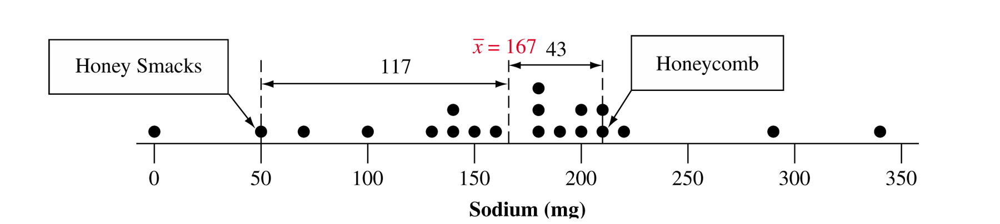 x̄ = 167
43
Honey Smacks
117
Honeycomb
0 50 100 150 200 250 300 350
Sodium (mg)